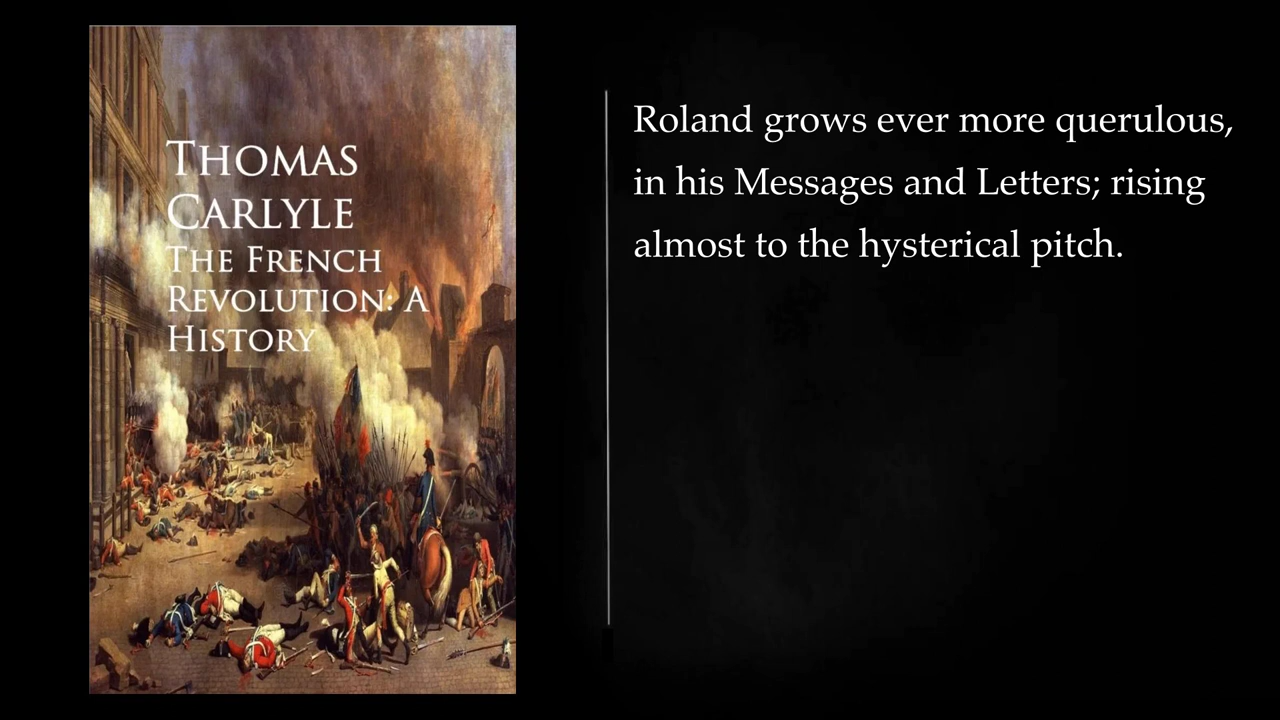 THOMAS
CARLYLE
THE FRENCH
REVOLUTION: A
HISTORY
Roland grows ever more querulous,
in his Messages and Letters; rising
almost to the hysterical pitch.